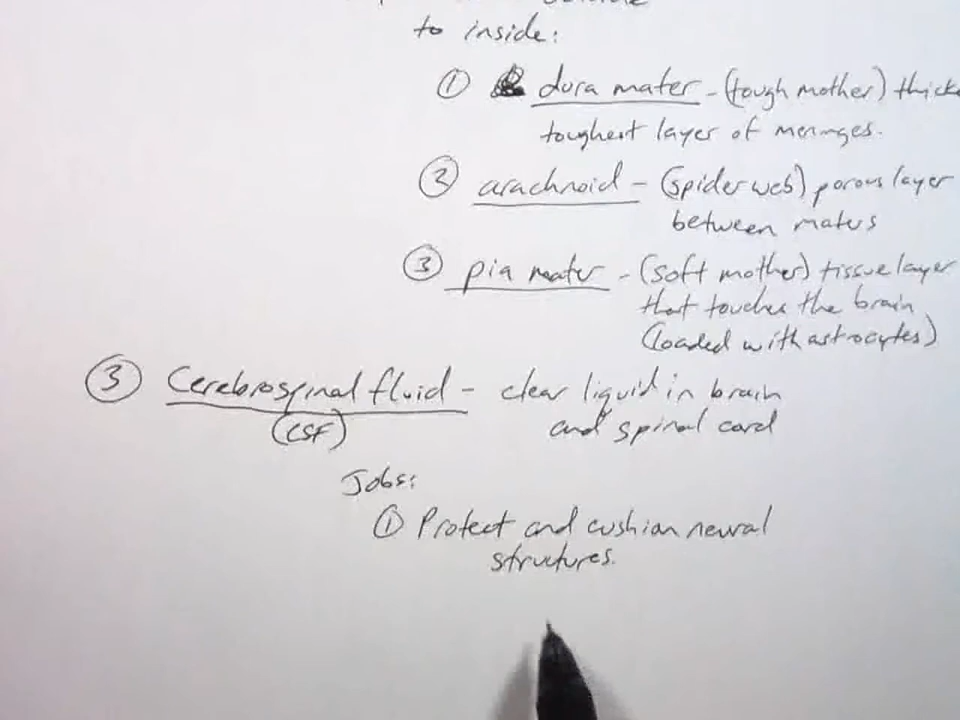 to inside:
① dura mater - (tough mother) thick
toughest layer of meninges.
② arachnoid - (spider web) porous layer
between maters
③ pia mater - (soft mother) tissue layer
that touches the brain
(loaded with astrocytes)
③ Cerebrospinal fluid - clear liquid in brain
(CSF) and spinal cord
Jobs:
① Protect and cushion neural
structures.